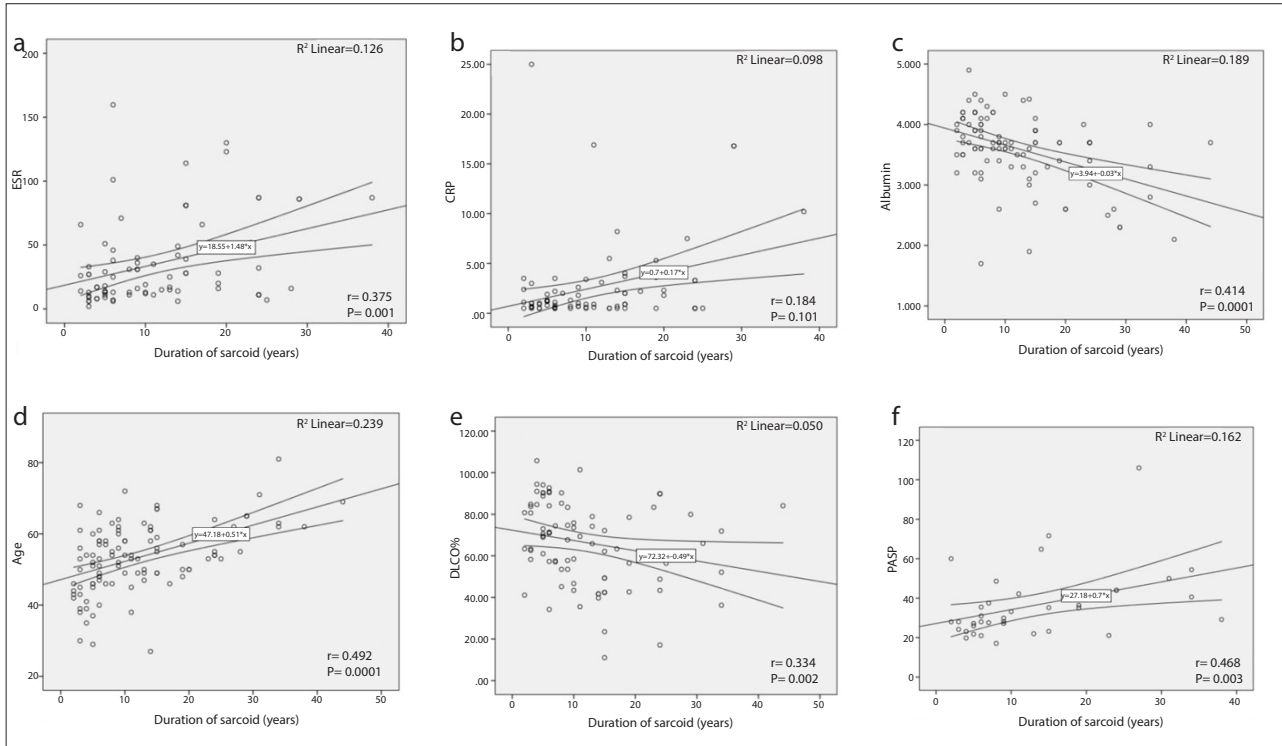 a
R² Linear=0.126
200
150
100
50
0
ESR
y=18.55+1.48*x
r= 0.375
P= 0.001
0 10 20 30 40
Duration of sarcoid (years)
b
R² Linear=0.098
25.00
20.00
15.00
10.00
5.00
.00
CRP
y=0.7+0.17*x
r= 0.184
P= 0.101
0 10 20 30 40
Duration of sarcoid (years)
c
R² Linear=0.189
5.000
4.000
3.000
2.000
1.000
Albumin
y=3.94+-0.03*x
r= 0.414
P= 0.0001
0 10 20 30 40 50
Duration of sarcoid (years)
d
R² Linear=0.239
80
60
40
20
Age
y=47.18+0.51*x
r= 0.492
P= 0.0001
0 10 20 30 40 50
Duration of sarcoid (years)
e
R² Linear=0.050
120.00
100.00
80.00
60.00
40.00
20.00
.00
DLCO%
y=72.32+-0.49*x
r= 0.334
P= 0.002
0 10 20 30 40 50
Duration of sarcoid (years)
f
R² Linear=0.162
120
100
80
60
40
20
0
PASP
y=27.18+0.7*x
r= 0.468
P= 0.003
0 10 20 30 40
Duration of sarcoid (years)